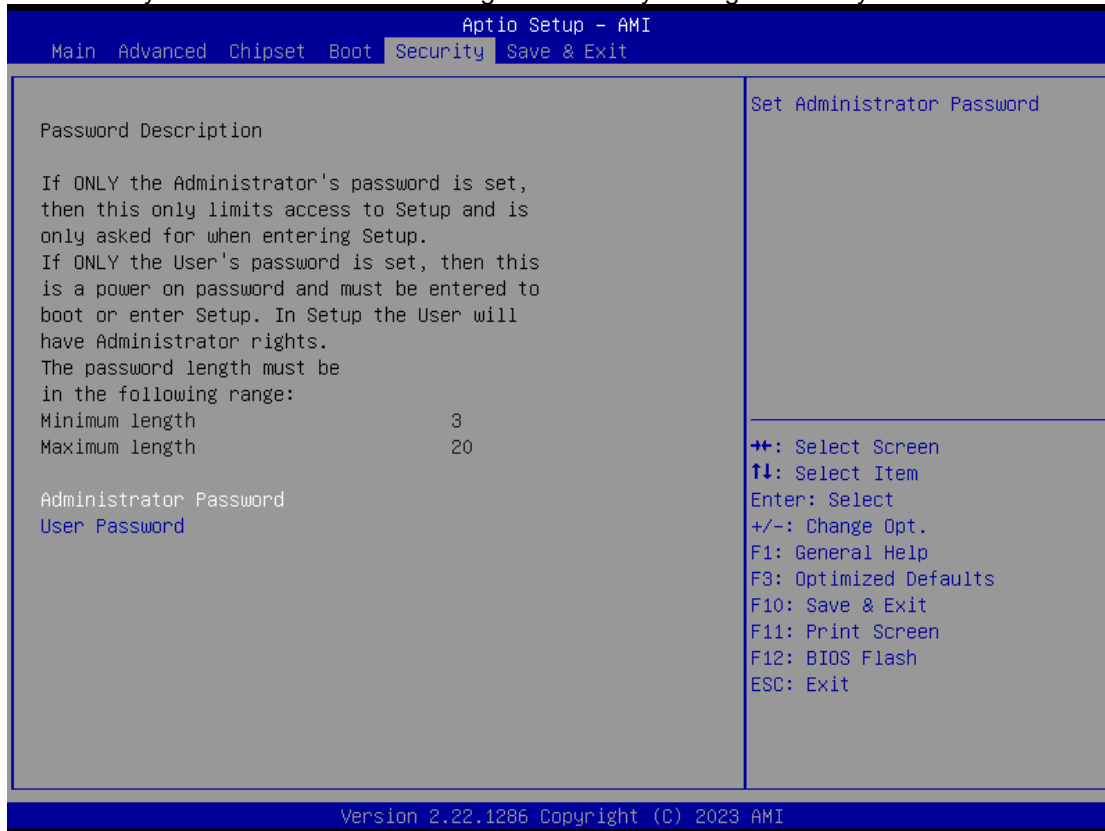 Aptio Setup – AMI
Main Advanced Chipset Boot Security Save & Exit
Password Description
If ONLY the Administrator's password is set,
then this only limits access to Setup and is
only asked for when entering Setup.
If ONLY the User's password is set, then this
is a power on password and must be entered to
boot or enter Setup. In Setup the User will
have Administrator rights.
The password length must be
in the following range:
Minimum length 3
Maximum length 20
Administrator Password
User Password
Set Administrator Password
→←: Select Screen
↑↓: Select Item
Enter: Select
+/-: Change Opt.
F1: General Help
F3: Optimized Defaults
F10: Save & Exit
F11: Print Screen
F12: BIOS Flash
ESC: Exit
Version 2.22.1286 Copyright (C) 2023 AMI